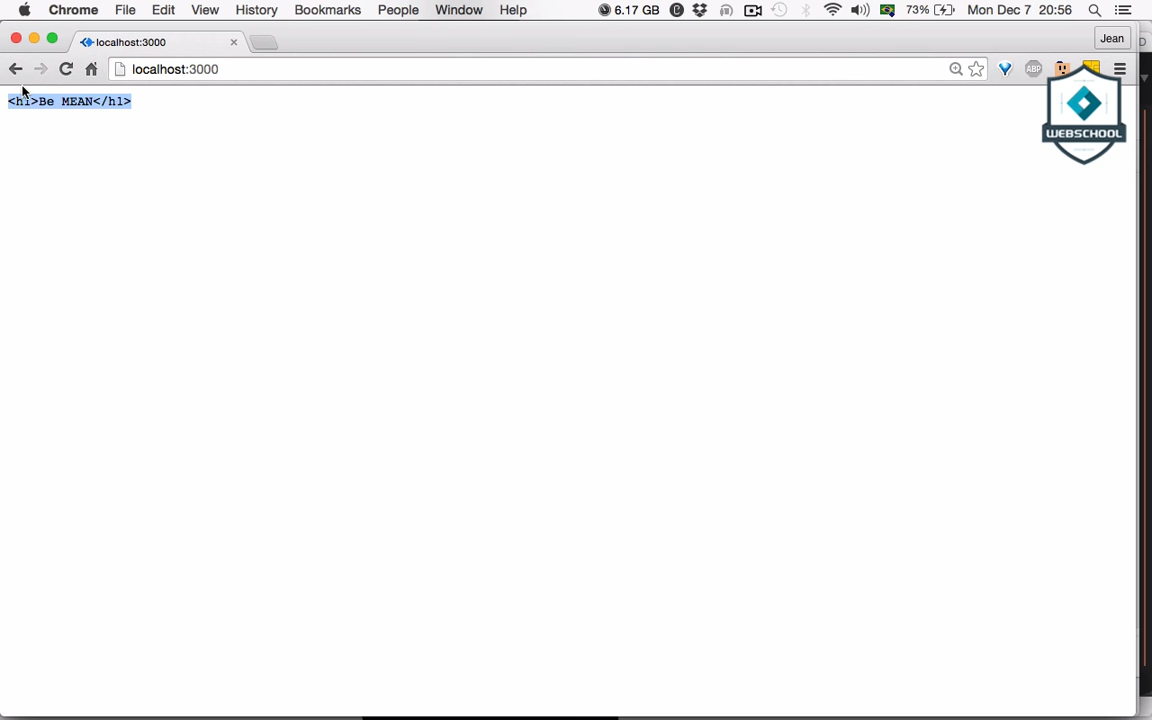 Chrome File Edit View History Bookmarks People Window Help 6.17 GB 73% Mon Dec 7 20:56
localhost:3000 Jean
localhost:3000 ABP
<h1>Be MEAN</h1>
WEBSCHOOL